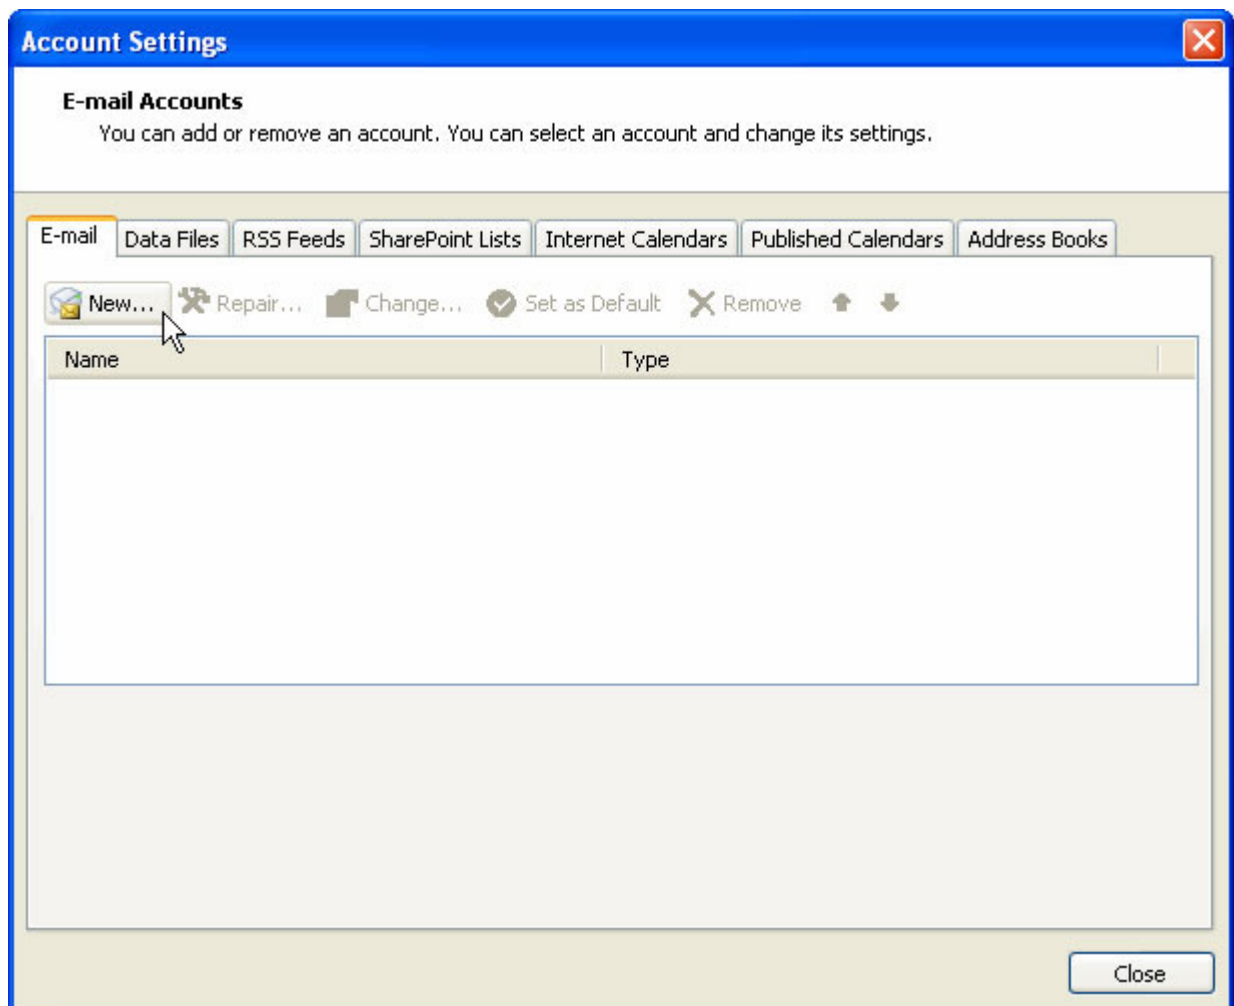 Account Settings
E-mail Accounts
You can add or remove an account. You can select an account and change its settings.
E-mail Data Files RSS Feeds SharePoint Lists Internet Calendars Published Calendars Address Books
New... Repair... Change... Set as Default Remove
Name Type
Close